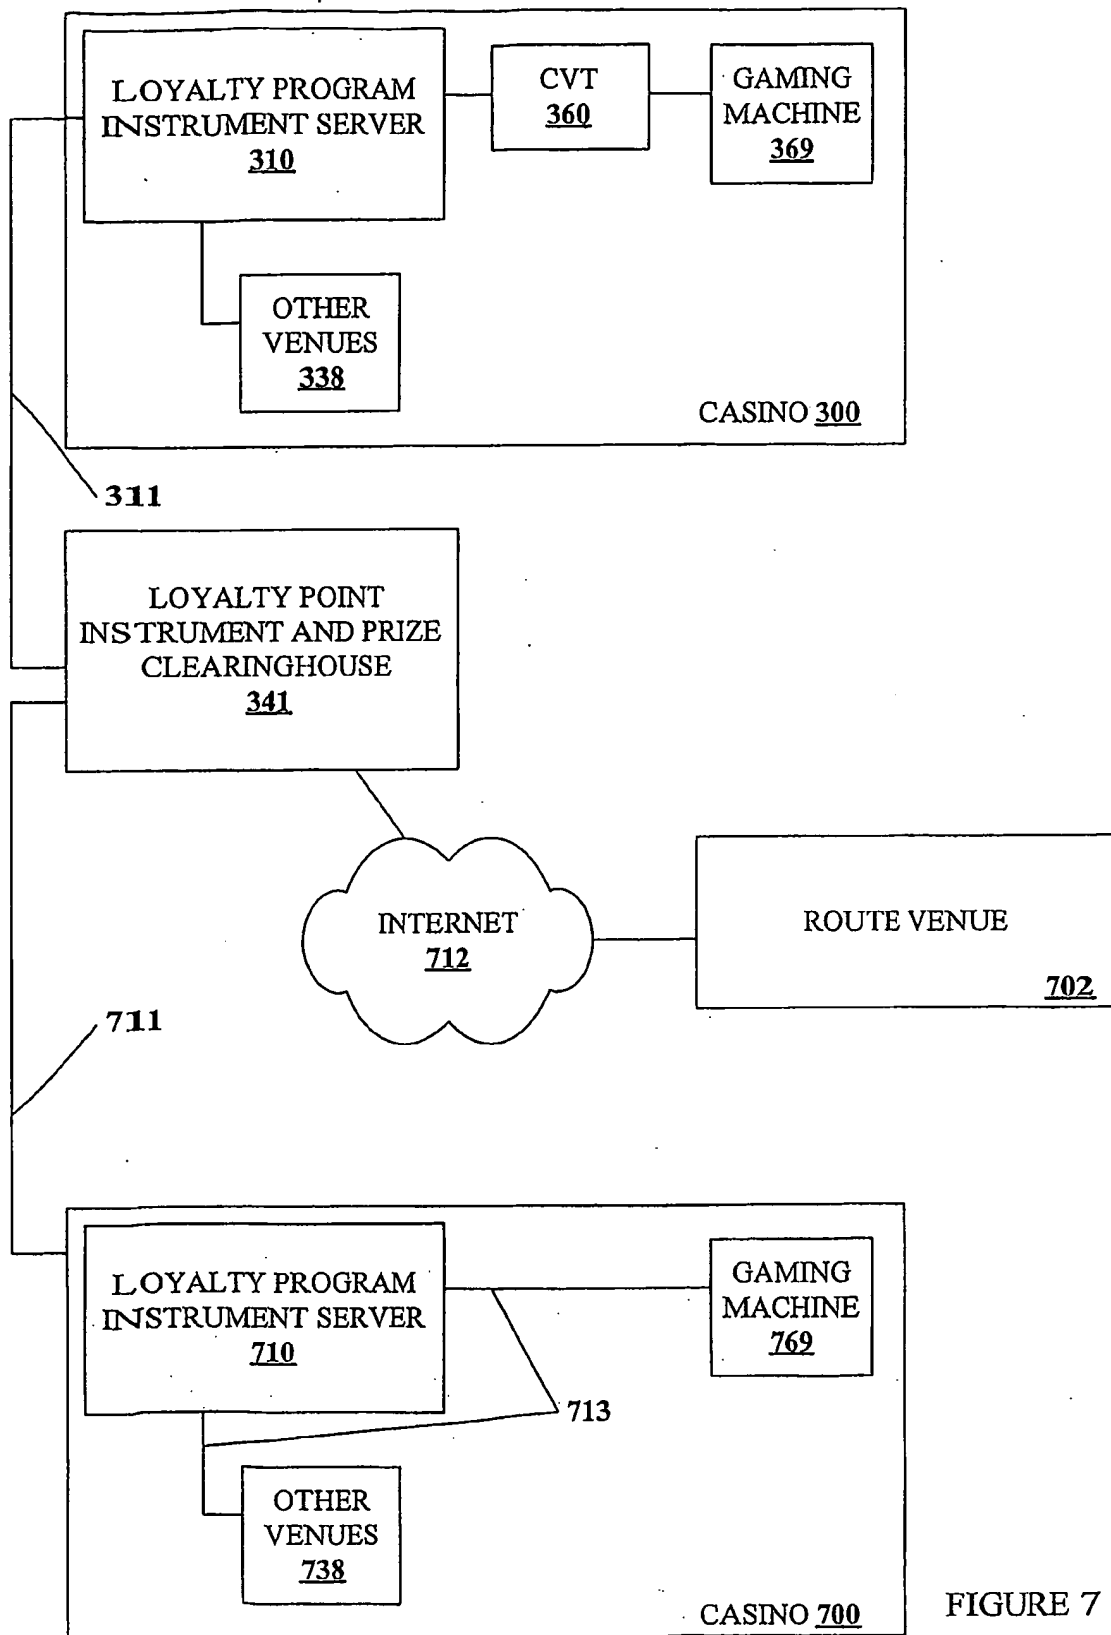 LOYALTY PROGRAM
INSTRUMENT SERVER
310
CVT
360
GAMING
MACHINE
369
OTHER
VENUES
338
CASINO 300
311
LOYALTY POINT
INSTRUMENT AND PRIZE
CLEARINGHOUSE
341
INTERNET
712
ROUTE VENUE
702
711
LOYALTY PROGRAM
INSTRUMENT SERVER
710
GAMING
MACHINE
769
713
OTHER
VENUES
738
CASINO 700
FIGURE 7